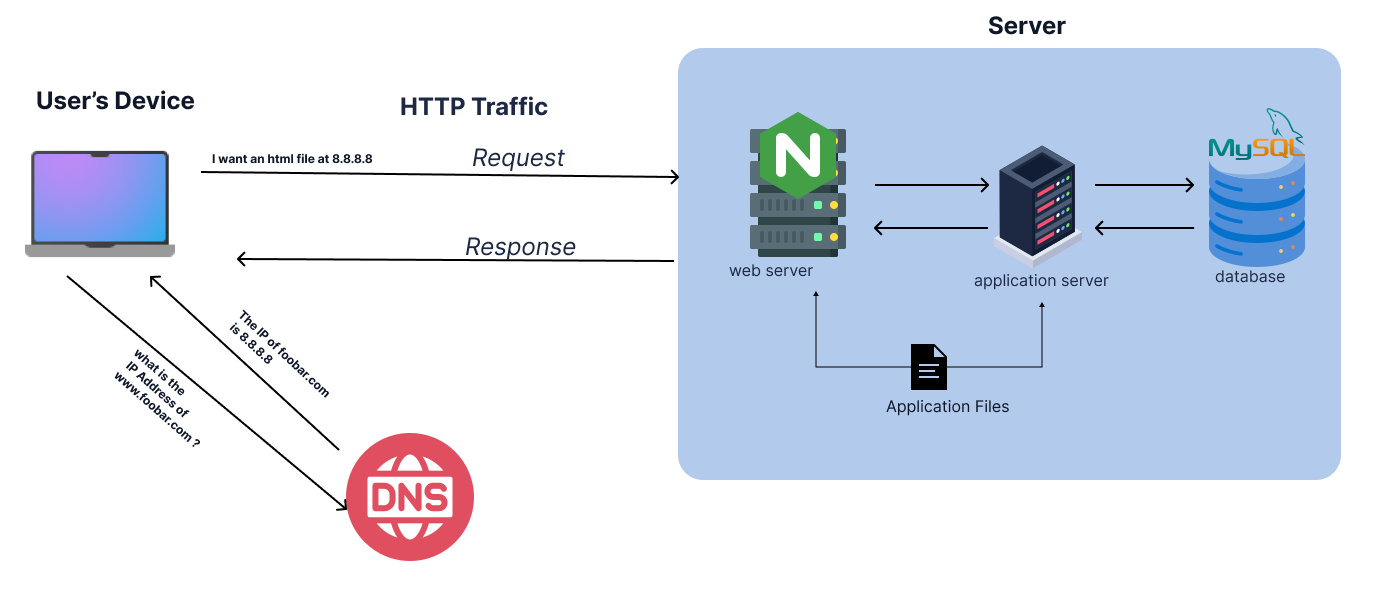 Server
User's Device
HTTP Traffic
I want an html file at 8.8.8.8
Request
Response
N
MySQL
web server
application server
database
The IP of foobar.com
is 8.8.8.8
what is the
IP Address of
www.foobar.com ?
DNS
Application Files